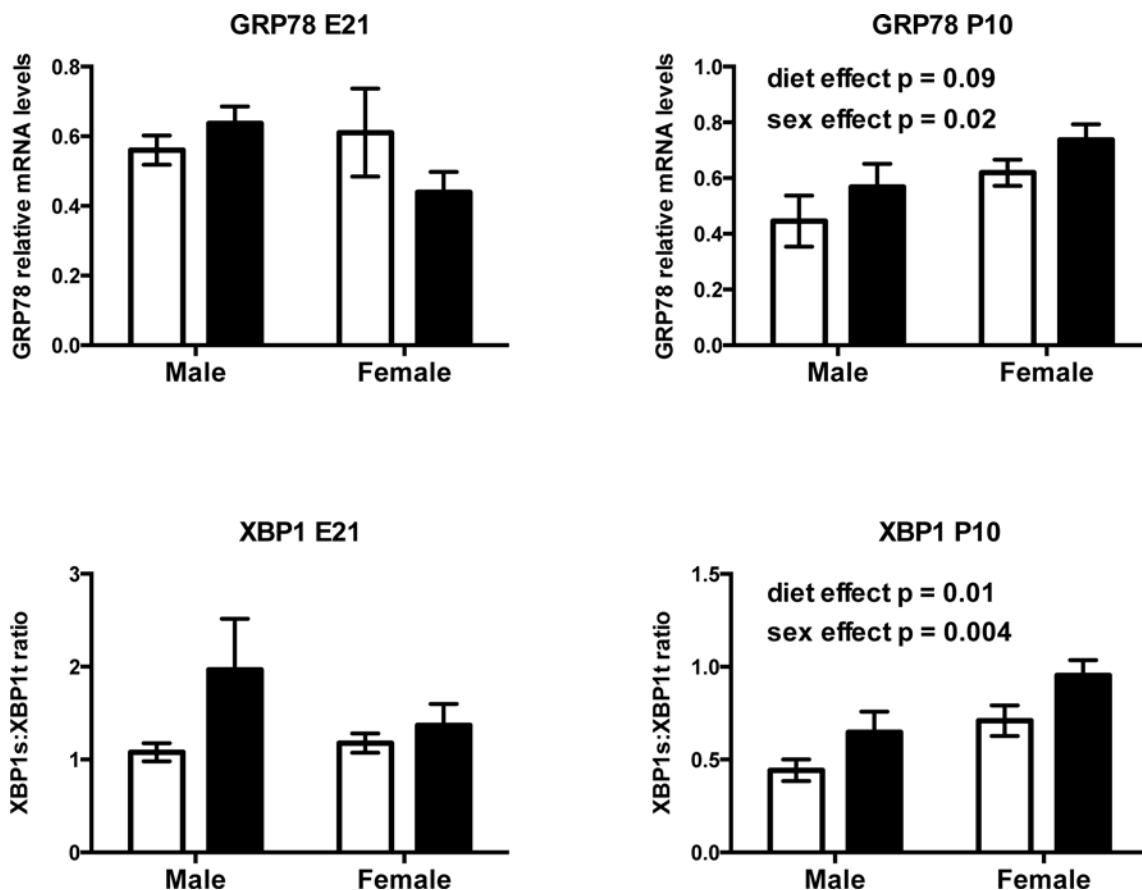 GRP78 E21
GRP78 relative mRNA levels
0.8
0.6
0.4
0.2
0.0
Male
Female
GRP78 P10
diet effect p = 0.09
sex effect p = 0.02
GRP78 relative mRNA levels
1.0
0.8
0.6
0.4
0.2
0.0
Male
Female
XBP1 E21
XBP1s:XBP1t ratio
3
2
1
0
Male
Female
XBP1 P10
diet effect p = 0.01
sex effect p = 0.004
XBP1s:XBP1t ratio
1.5
1.0
0.5
0.0
Male
Female